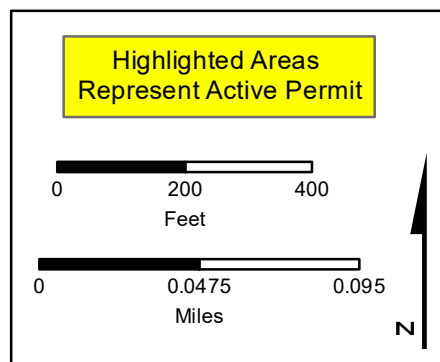 Highlighted Areas
Represent Active Permit
0 200 400
Feet
0 0.0475 0.095
Miles
N